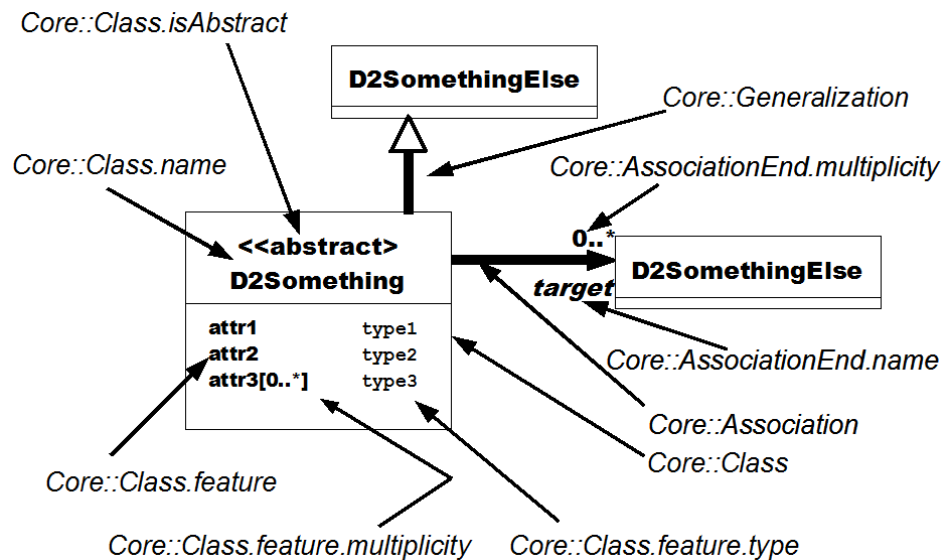 Core::Class.isAbstract
D2SomethingElse
Core::Generalization
Core::Class.name
Core::AssociationEnd.multiplicity
<<abstract>
D2Something
0..*
D2SomethingElse
target
attr1 type1
attr2 type2
attr3[0..*] type3
Core::AssociationEnd.name
Core::Association
Core::Class
Core::Class.feature
Core::Class.feature.multiplicity
Core::Class.feature.type